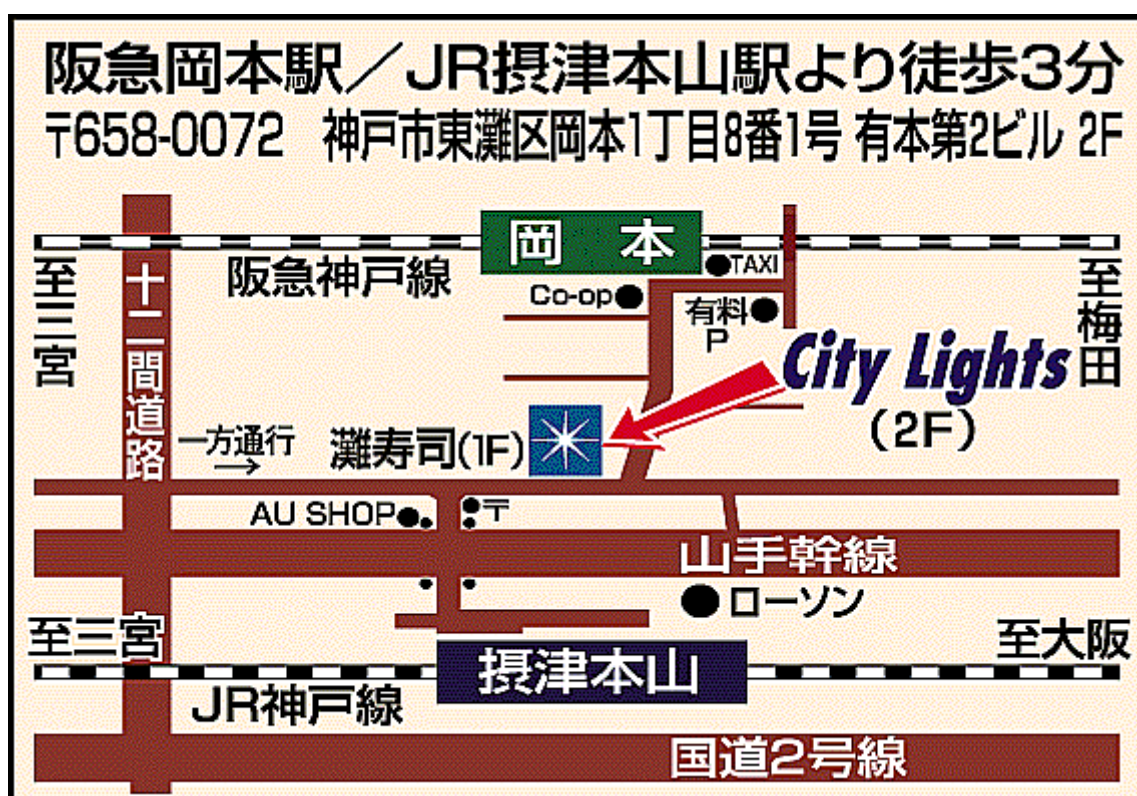 阪急岡本駅／JR摂津本山駅より徒歩3分
〒658-0072 神戸市東灘区岡本1丁目8番1号 有本第2ビル 2F
岡本
阪急神戸線
TAXI
至三宮
十二間道路
Co-op
有料
P
至梅田
City Lights
(2F)
一方通行
→
灘寿司(1F)
AU SHOP
〒
山手幹線
ローソン
至三宮
至大阪
摂津本山
JR神戸線
国道2号線